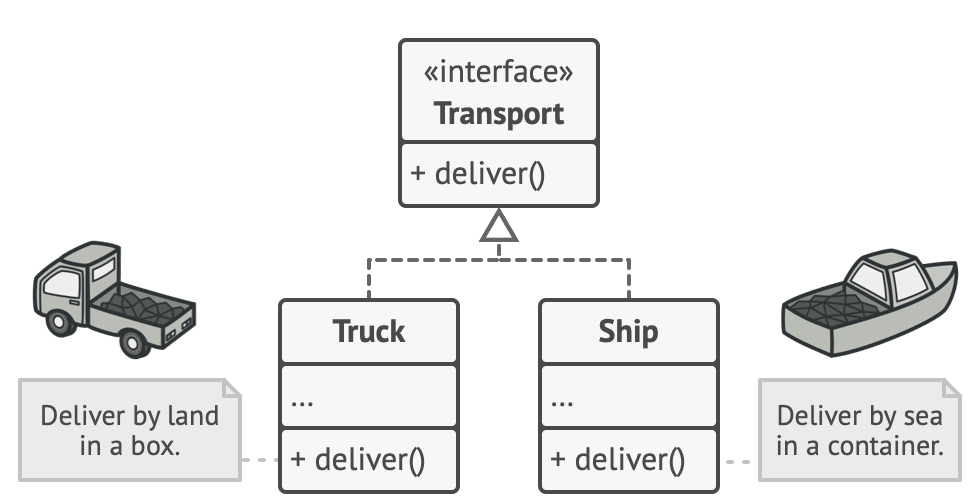 «interface»
Transport
+ deliver()
Truck
...
+ deliver()
Ship
...
+ deliver()
Deliver by land
in a box.
Deliver by sea
in a container.